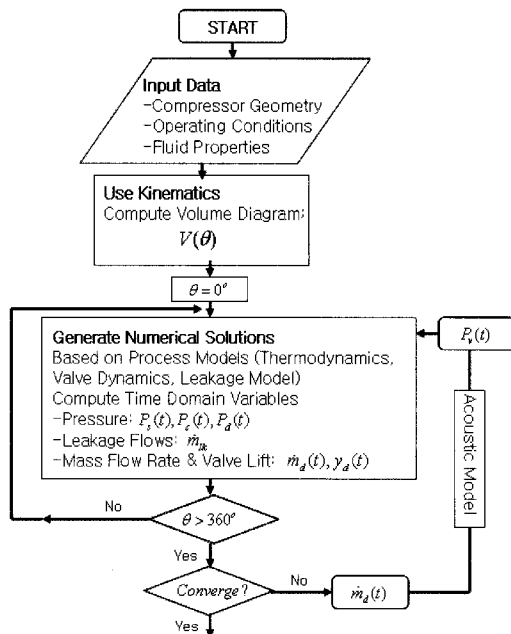 START
Input Data
-Compressor Geometry
-Operating Conditions
-Fluid Properties
Use Kinematics
Compute Volume Diagram;
V(θ)
θ = 0°
Generate Numerical Solutions
Based on Process Models (Thermodynamics,
Valve Dynamics, Leakage Model)
Compute Time Domain Variables
-Pressure: P_s(t), P_c(t), P_d(t)
-Leakage Flows: ṁ_lk
-Mass Flow Rate & Valve Lift: ṁ_d(t), y_d(t)
P_s(t)
Acoustic Model
No
θ > 360°
Yes
Converge?
No
ṁ_d(t)
Yes